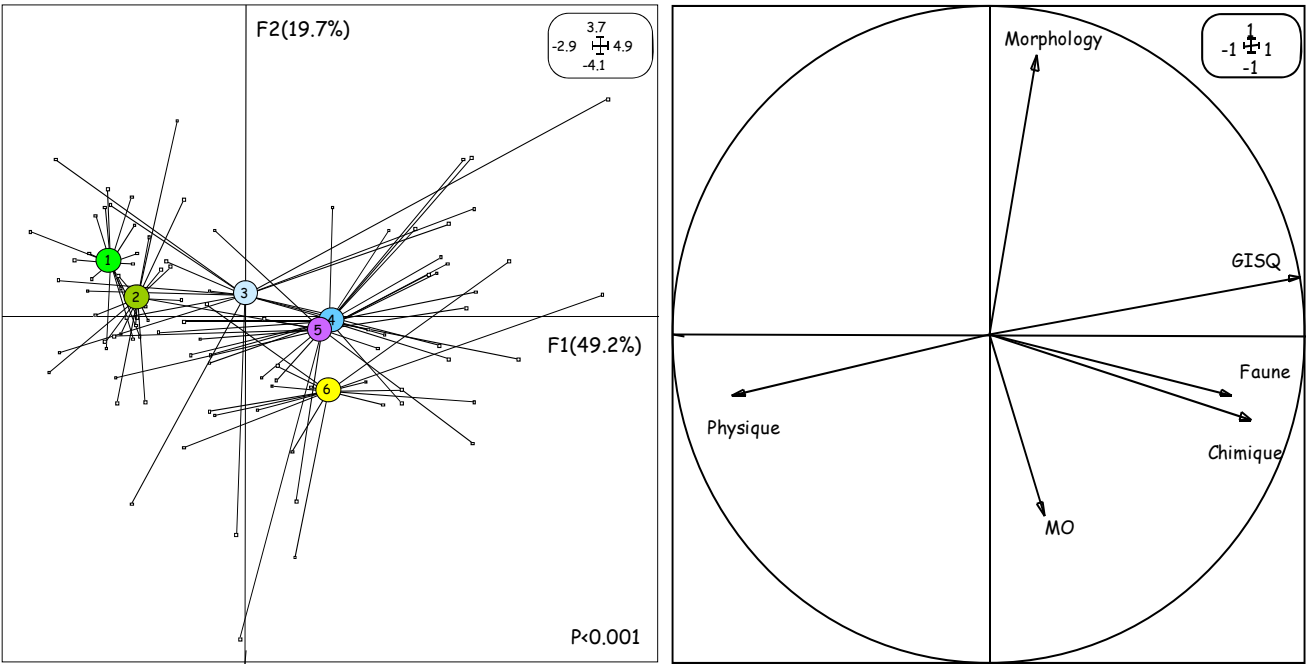 F2(19.7%)
3.7
-2.9 4.9
-4.1
1
2
3
4
5
6
F1(49.2%)
P<0.001
Morphology
1
-1 1
-1
GISQ
Faune
Physique
Chimique
MO